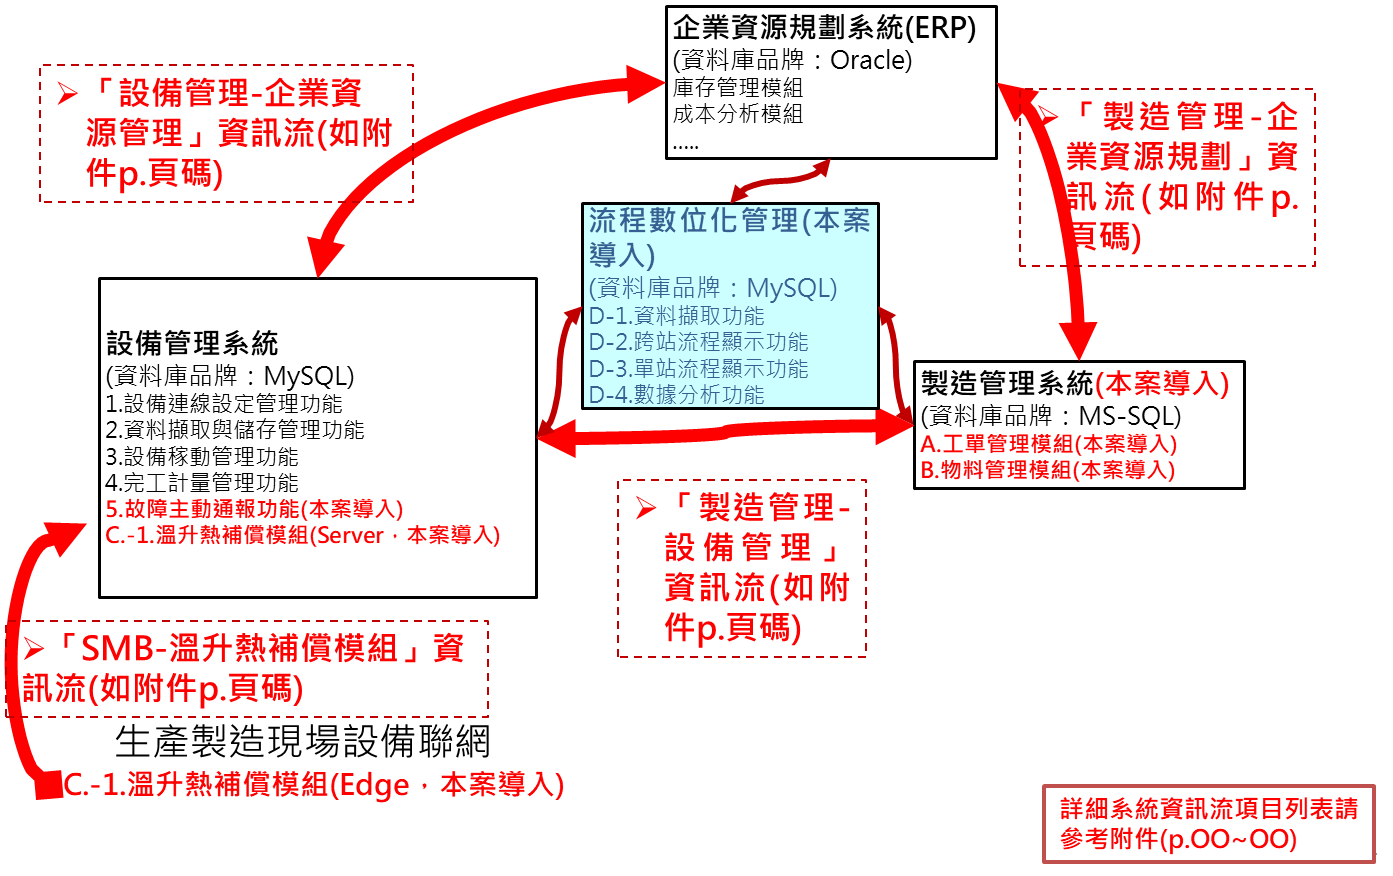 企業資源規劃系統(ERP)
(資料庫品牌：Oracle)
庫存管理模組
成本分析模組
.....
➢「設備管理-企業資
源管理」資訊流(如附
件p.頁碼)
➢「製造管理-企
業資源規劃」資
訊流(如附件p.
頁碼)
流程數位化管理(本案
導入)
(資料庫品牌：MySQL)
D-1.資料擷取功能
D-2.跨站流程顯示功能
D-3.單站流程顯示功能
D-4.數據分析功能
設備管理系統
(資料庫品牌：MySQL)
1.設備連線設定管理功能
2.資料擷取與儲存管理功能
3.設備稼動管理功能
4.完工計量管理功能
5.故障主動通報功能(本案導入)
C.-1.溫升熱補償模組(Server，本案導入)
製造管理系統(本案導入)
(資料庫品牌：MS-SQL)
A.工單管理模組(本案導入)
B.物料管理模組(本案導入)
➢「製造管理-
設備管理」
資訊流(如附
件p.頁碼)
➢「SMB-溫升熱補償模組」資
訊流(如附件p.頁碼)
生產製造現場設備聯網
C.-1.溫升熱補償模組(Edge，本案導入)
詳細系統資訊流項目列表請
參考附件(p.OO~OO)